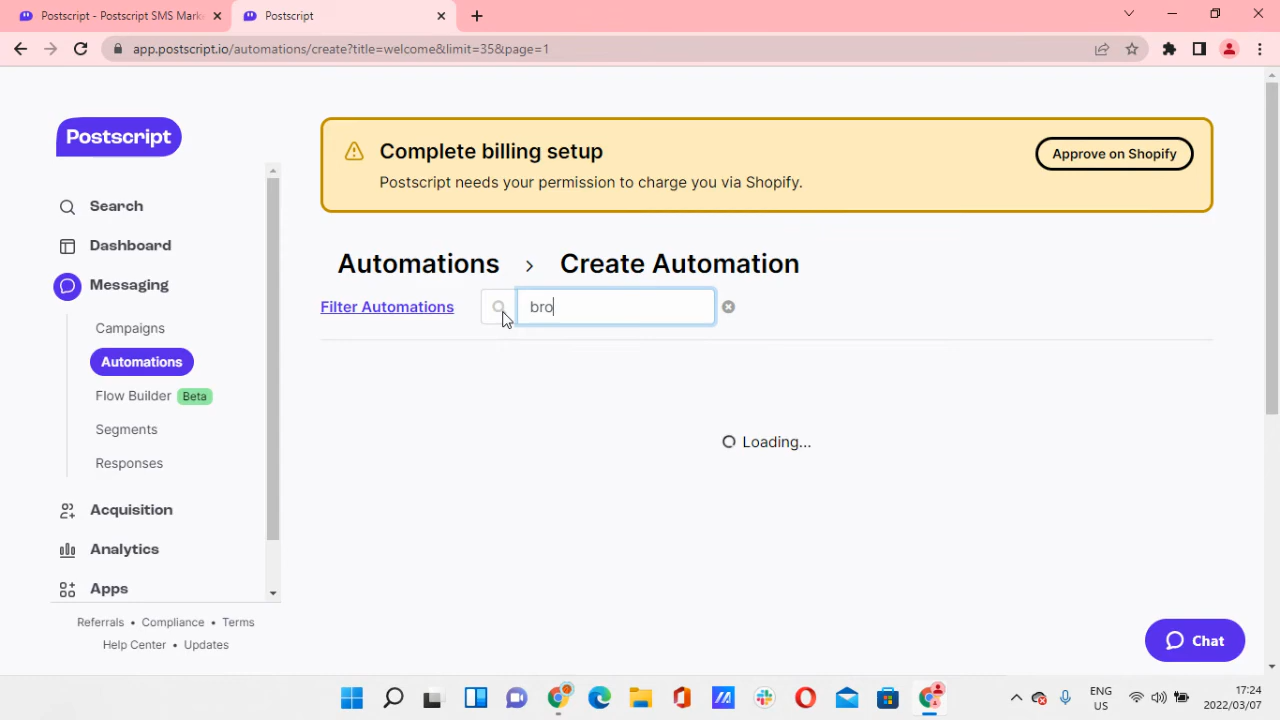 Postscript - Postscript SMS Mark
Postscript
app.postscript.io/automations/create?title=welcome&limit=35&page=1
Postscript
Search
Dashboard
Messaging
Campaigns
Automations
Flow Builder Beta
Segments
Responses
Acquisition
Analytics
Apps
Referrals • Compliance • Terms
Help Center • Updates
Complete billing setup
Postscript needs your permission to charge you via Shopify.
Approve on Shopify
Automations > Create Automation
Filter Automations
bro
Loading...
Chat
ENG
US
17:24
2022/03/07